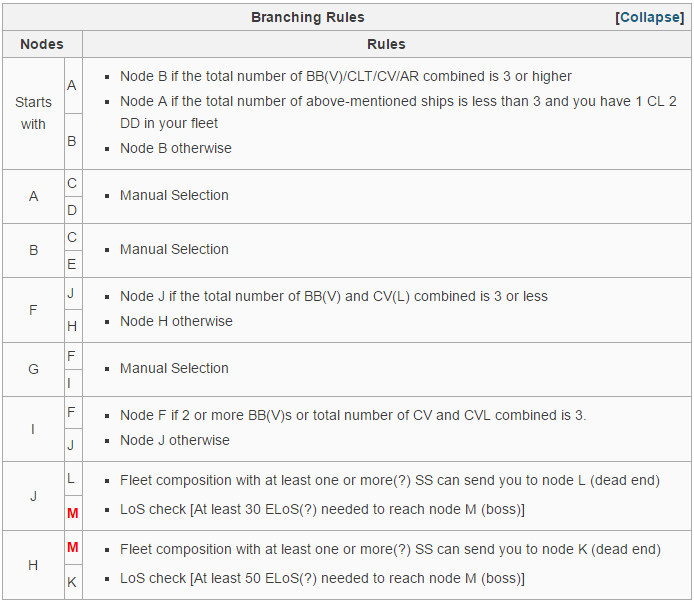 Branching Rules
[Collapse]
Nodes
Rules
Starts
with
A
B
Node B if the total number of BB(V)/CLT/CV/AR combined is 3 or higher
Node A if the total number of above-mentioned ships is less than 3 and you have 1 CL 2
DD in your fleet
Node B otherwise
A
C
D
Manual Selection
B
C
E
Manual Selection
F
J
H
Node J if the total number of BB(V) and CV(L) combined is 3 or less
Node H otherwise
G
F
I
Manual Selection
I
F
J
Node F if 2 or more BB(V)s or total number of CV and CVL combined is 3.
Node J otherwise
J
L
M
Fleet composition with at least one or more(?) SS can send you to node L (dead end)
LoS check [At least 30 ELoS(?) needed to reach node M (boss)]
H
M
K
Fleet composition with at least one or more(?) SS can send you to node K (dead end)
LoS check [At least 50 ELoS(?) needed to reach node M (boss)]